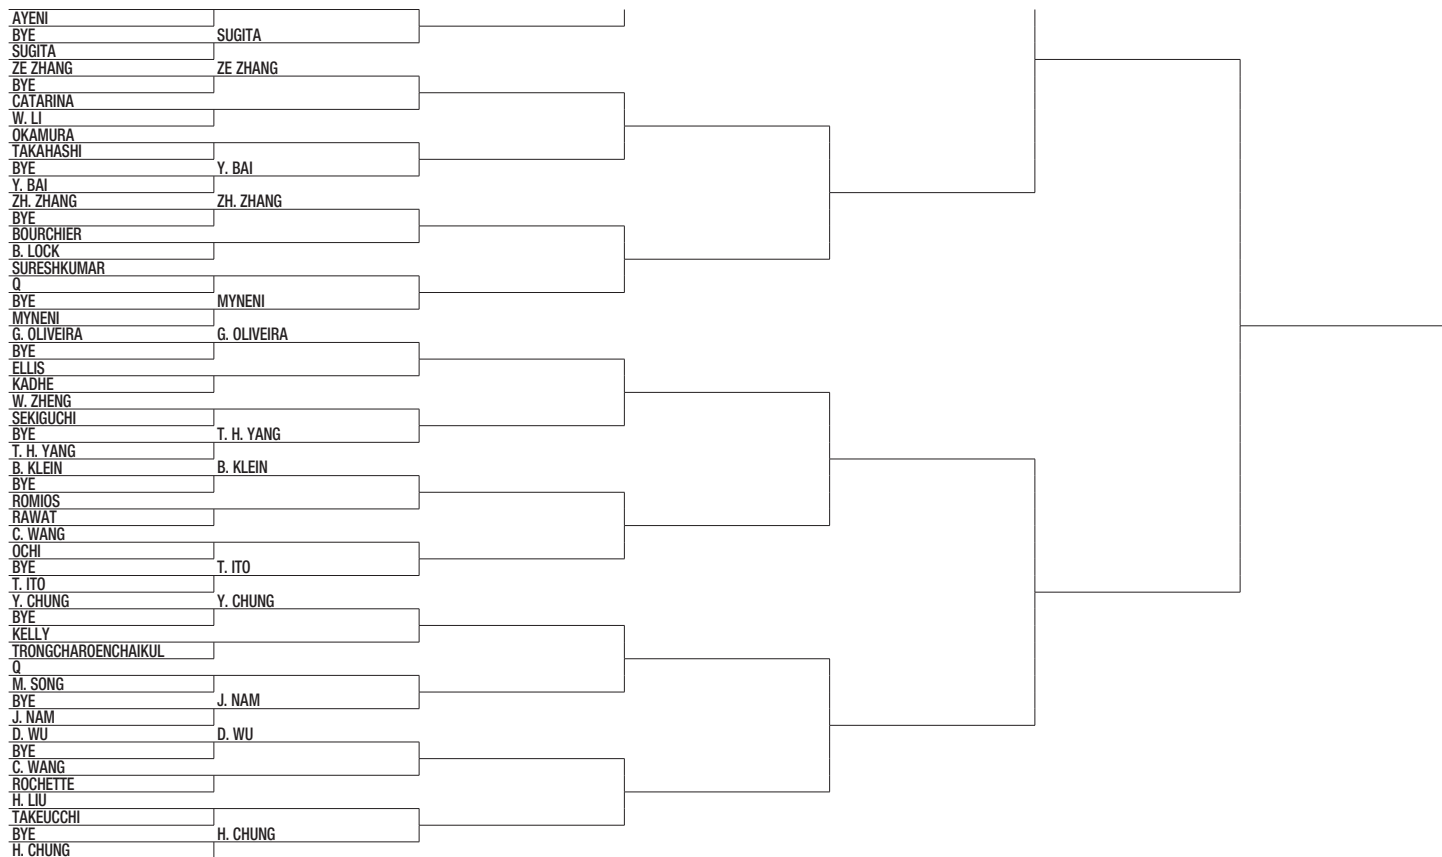 AYENI
BYE SUGITA
SUGITA
ZE ZHANG ZE ZHANG
BYE
CATARINA
W. LI
OKAMURA
TAKAHASHI
BYE Y. BAI
Y. BAI
ZH. ZHANG ZH. ZHANG
BYE
BOURCHIER
B. LOCK
SURESHKUMAR
Q
BYE MYNENI
MYNENI
G. OLIVEIRA G. OLIVEIRA
BYE
ELLIS
KADHE
W. ZHENG
SEKIGUCHI
BYE T. H. YANG
T. H. YANG
B. KLEIN B. KLEIN
BYE
ROMIOS
RAWAT
C. WANG
OCHI
BYE T. ITO
T. ITO
Y. CHUNG Y. CHUNG
BYE
KELLY
TRONGCHAROENCHAIKUL
Q
M. SONG
BYE J. NAM
J. NAM
D. WU D. WU
BYE
C. WANG
ROCHETTE
H. LIU
TAKEUCCHI
BYE H. CHUNG
H. CHUNG